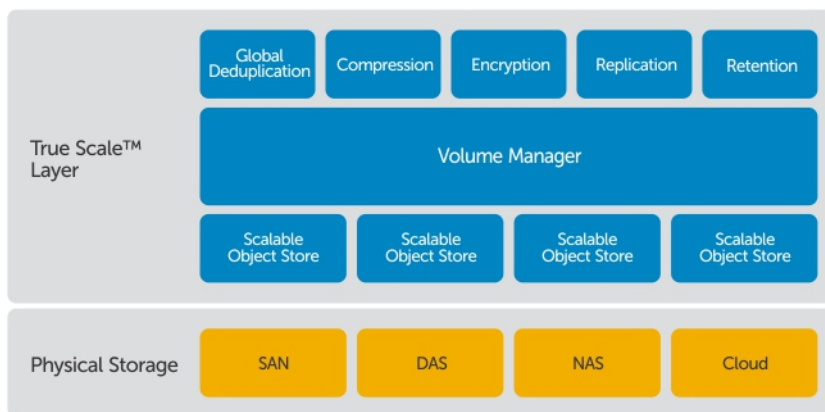 Global
Deduplication
Compression
Encryption
Replication
Retention
True Scale™
Layer
Volume Manager
Scalable
Object Store
Scalable
Object Store
Scalable
Object Store
Scalable
Object Store
Physical Storage
SAN
DAS
NAS
Cloud